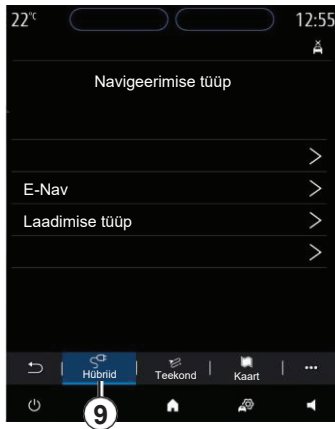 22°C 12:55
Navigeerimise tüüp
E-Nav
Laadimise tüüp
Hübriid Teekond Kaart
9